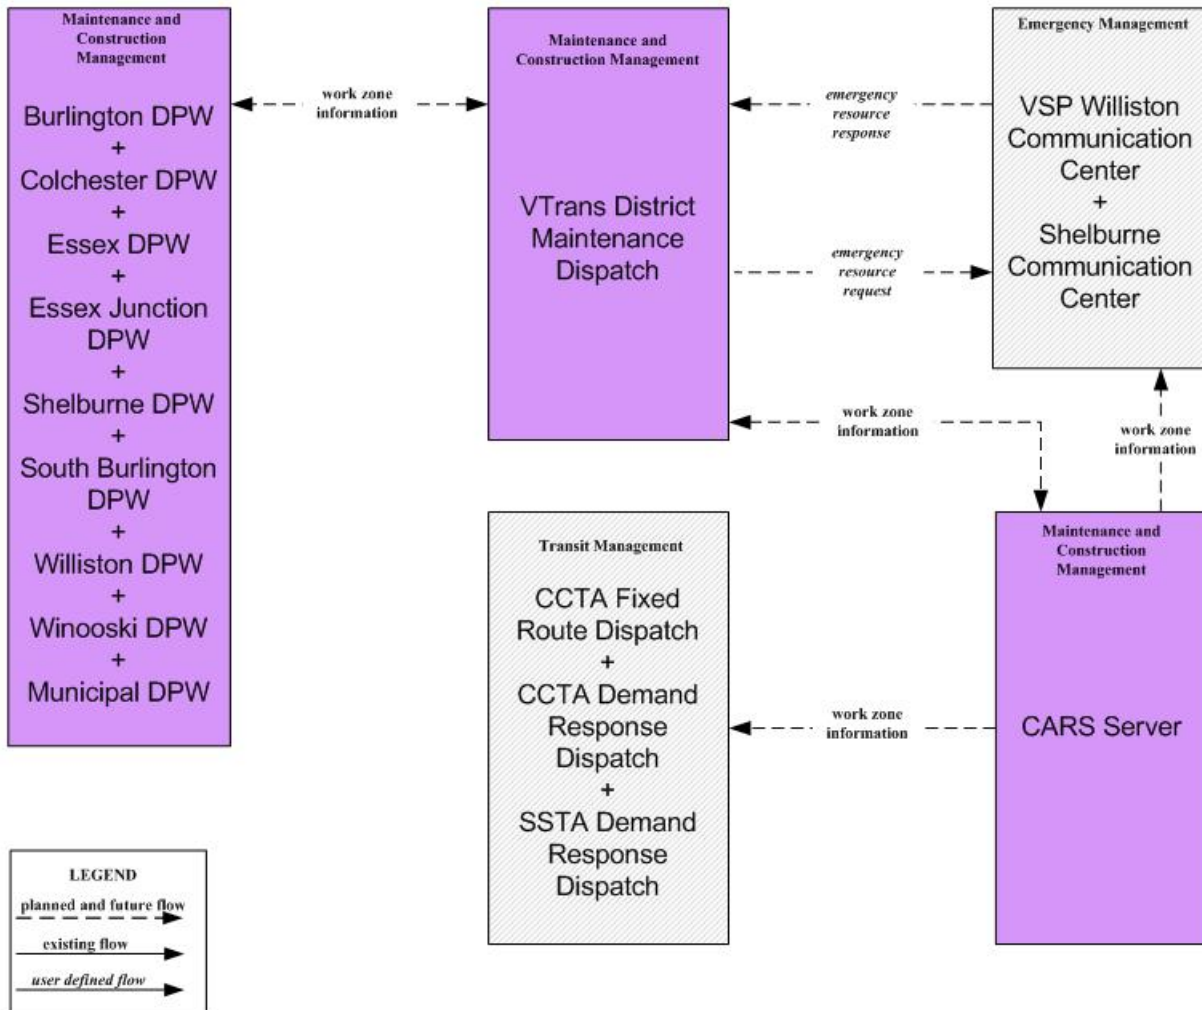 Maintenance and
Construction
Management
Burlington DPW
+
Colchester DPW
+
Essex DPW
+
Essex Junction
DPW
+
Shelburne DPW
+
South Burlington
DPW
+
Williston DPW
+
Winooski DPW
+
Municipal DPW
work zone
information
Maintenance and
Construction Management
VTrans District
Maintenance
Dispatch
emergency
resource
response
emergency
resource
request
Emergency Management
VSP Williston
Communication
Center
+
Shelburne
Communication
Center
work zone
information
work zone
information
Transit Management
CCTA Fixed
Route Dispatch
+
CCTA Demand
Response
Dispatch
+
SSTA Demand
Response
Dispatch
work zone
information
Maintenance and
Construction
Management
CARS Server
LEGEND
planned and future flow
existing flow
user defined flow